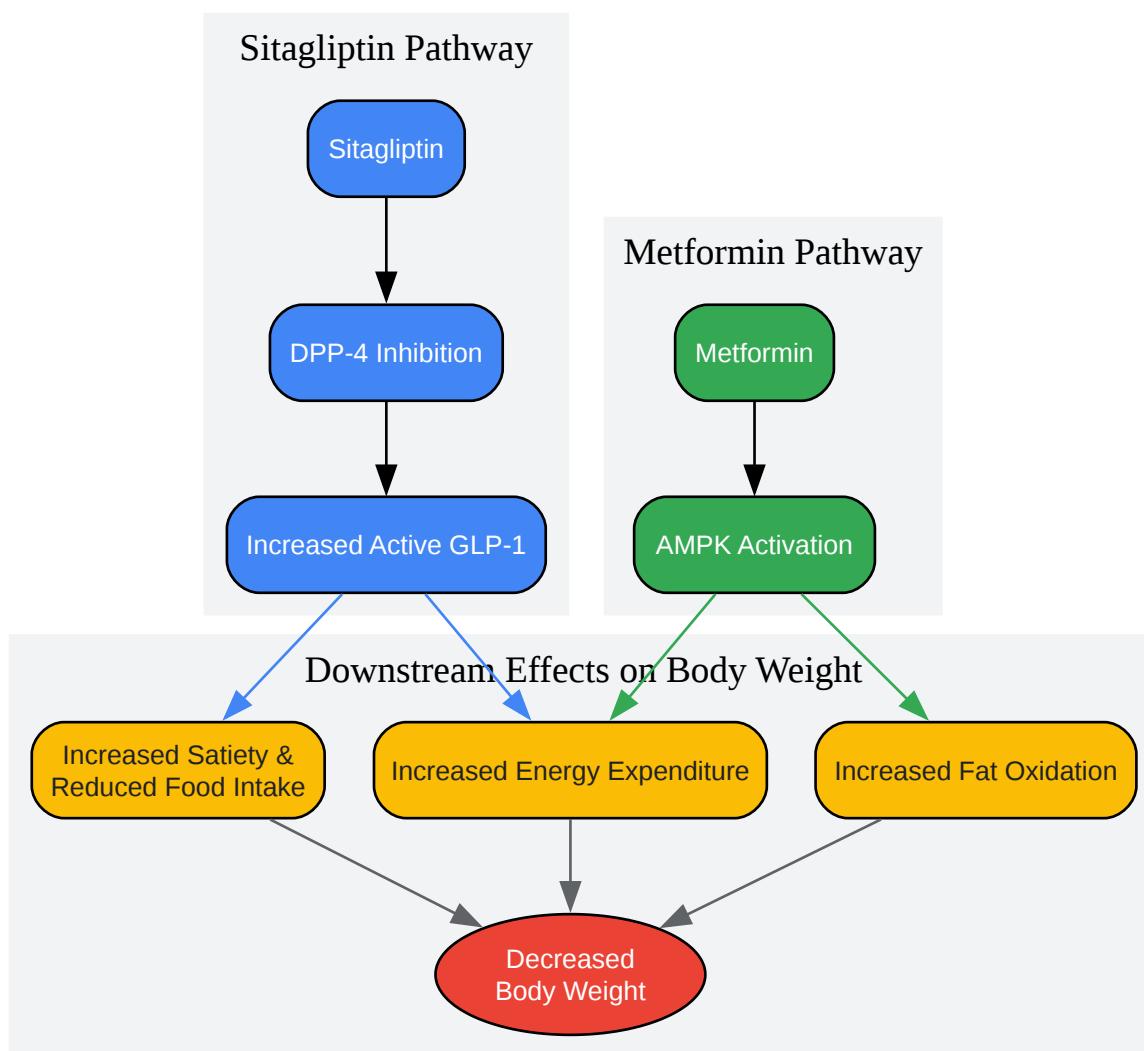 Sitagliptin Pathway
Sitagliptin
DPP-4 Inhibition
Increased Active GLP-1
Metformin Pathway
Metformin
AMPK Activation
Downstream Effects on Body Weight
Increased Satiety &
Reduced Food Intake
Increased Energy Expenditure
Increased Fat Oxidation
Decreased
Body Weight